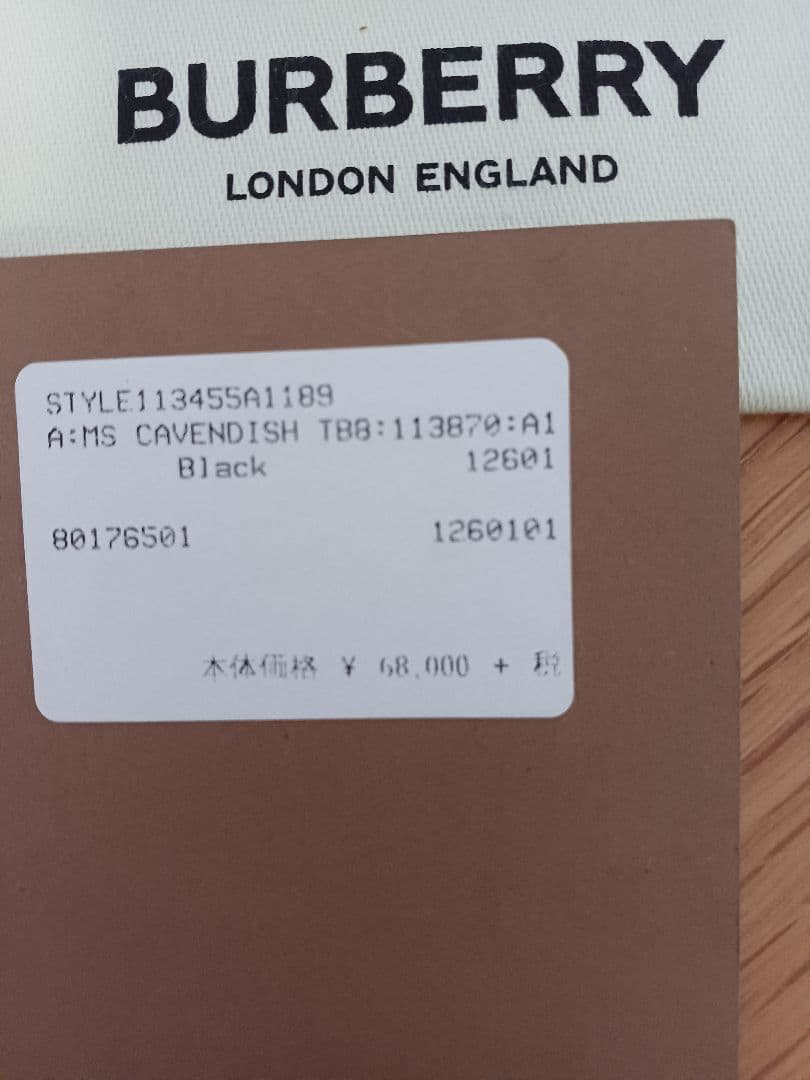 BURBERRY
LONDON ENGLAND
STYLE113455A1189
A:MS CAVENDISH TB8:113870:A1
Black 12601
80176501 1260101
本体価格 ¥ 68,000 + 税